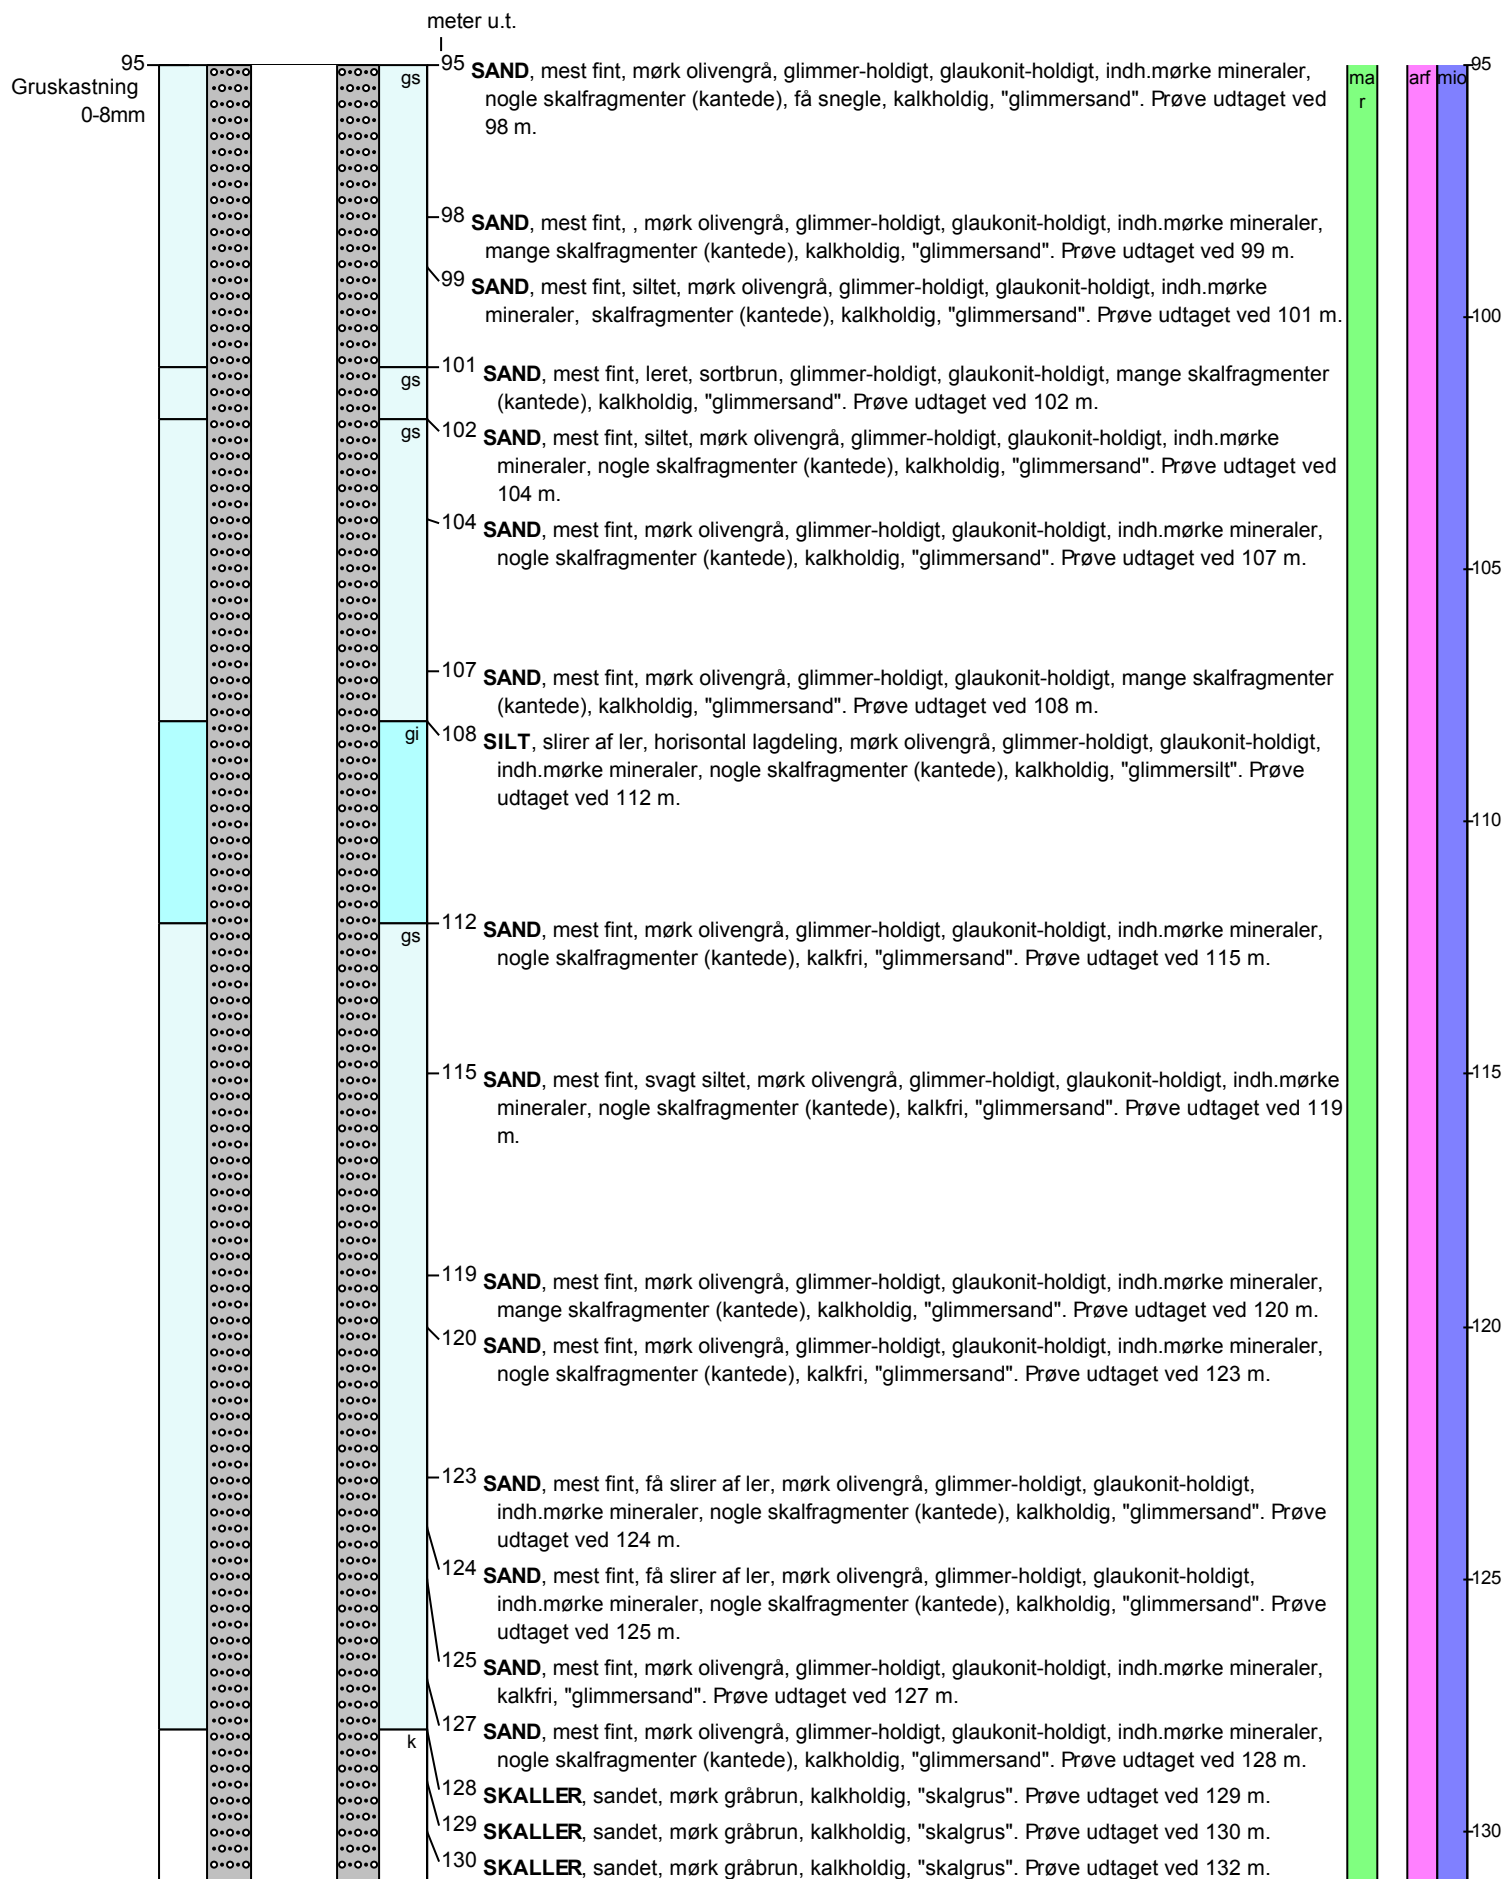 meter u.t.
95
Gruskastning
0-8mm
gs
95 SAND, mest fint, mørk olivengrå, glimmer-holdigt, glaukonit-holdigt, indh.mørke mineraler,
nogle skalfragmenter (kantede), få snegle, kalkholdig, "glimmersand". Prøve udtaget ved
98 m.
ma
r
arf
mio
95
98 SAND, mest fint, , mørk olivengrå, glimmer-holdigt, glaukonit-holdigt, indh.mørke mineraler,
mange skalfragmenter (kantede), kalkholdig, "glimmersand". Prøve udtaget ved 99 m.
99 SAND, mest fint, siltet, mørk olivengrå, glimmer-holdigt, glaukonit-holdigt, indh.mørke
mineraler, skalfragmenter (kantede), kalkholdig, "glimmersand". Prøve udtaget ved 101 m.
100
gs
101 SAND, mest fint, leret, sortbrun, glimmer-holdigt, glaukonit-holdigt, mange skalfragmenter
(kantede), kalkholdig, "glimmersand". Prøve udtaget ved 102 m.
gs
102 SAND, mest fint, siltet, mørk olivengrå, glimmer-holdigt, glaukonit-holdigt, indh.mørke
mineraler, nogle skalfragmenter (kantede), kalkholdig, "glimmersand". Prøve udtaget ved
104 m.
104 SAND, mest fint, mørk olivengrå, glimmer-holdigt, glaukonit-holdigt, indh.mørke mineraler,
nogle skalfragmenter (kantede), kalkholdig, "glimmersand". Prøve udtaget ved 107 m.
105
107 SAND, mest fint, mørk olivengrå, glimmer-holdigt, glaukonit-holdigt, mange skalfragmenter
(kantede), kalkholdig, "glimmersand". Prøve udtaget ved 108 m.
gi
108 SILT, slirer af ler, horisontal lagdeling, mørk olivengrå, glimmer-holdigt, glaukonit-holdigt,
indh.mørke mineraler, nogle skalfragmenter (kantede), kalkholdig, "glimmersilt". Prøve
udtaget ved 112 m.
110
gs
112 SAND, mest fint, mørk olivengrå, glimmer-holdigt, glaukonit-holdigt, indh.mørke mineraler,
nogle skalfragmenter (kantede), kalkfri, "glimmersand". Prøve udtaget ved 115 m.
115 SAND, mest fint, svagt siltet, mørk olivengrå, glimmer-holdigt, glaukonit-holdigt, indh.mørke
mineraler, nogle skalfragmenter (kantede), kalkfri, "glimmersand". Prøve udtaget ved 119
m.
115
119 SAND, mest fint, mørk olivengrå, glimmer-holdigt, glaukonit-holdigt, indh.mørke mineraler,
mange skalfragmenter (kantede), kalkholdig, "glimmersand". Prøve udtaget ved 120 m.
120 SAND, mest fint, mørk olivengrå, glimmer-holdigt, glaukonit-holdigt, indh.mørke mineraler,
nogle skalfragmenter (kantede), kalkfri, "glimmersand". Prøve udtaget ved 123 m.
120
123 SAND, mest fint, få slirer af ler, mørk olivengrå, glimmer-holdigt, glaukonit-holdigt,
indh.mørke mineraler, nogle skalfragmenter (kantede), kalkholdig, "glimmersand". Prøve
udtaget ved 124 m.
124 SAND, mest fint, få slirer af ler, mørk olivengrå, glimmer-holdigt, glaukonit-holdigt,
indh.mørke mineraler, nogle skalfragmenter (kantede), kalkholdig, "glimmersand". Prøve
udtaget ved 125 m.
125
125 SAND, mest fint, mørk olivengrå, glimmer-holdigt, glaukonit-holdigt, indh.mørke mineraler,
kalkfri, "glimmersand". Prøve udtaget ved 127 m.
127 SAND, mest fint, mørk olivengrå, glimmer-holdigt, glaukonit-holdigt, indh.mørke mineraler,
nogle skalfragmenter (kantede), kalkholdig, "glimmersand". Prøve udtaget ved 128 m.
k
128 SKALLER, sandet, mørk gråbrun, kalkholdig, "skalgrus". Prøve udtaget ved 129 m.
129 SKALLER, sandet, mørk gråbrun, kalkholdig, "skalgrus". Prøve udtaget ved 130 m.
130 SKALLER, sandet, mørk gråbrun, kalkholdig, "skalgrus". Prøve udtaget ved 132 m.
130